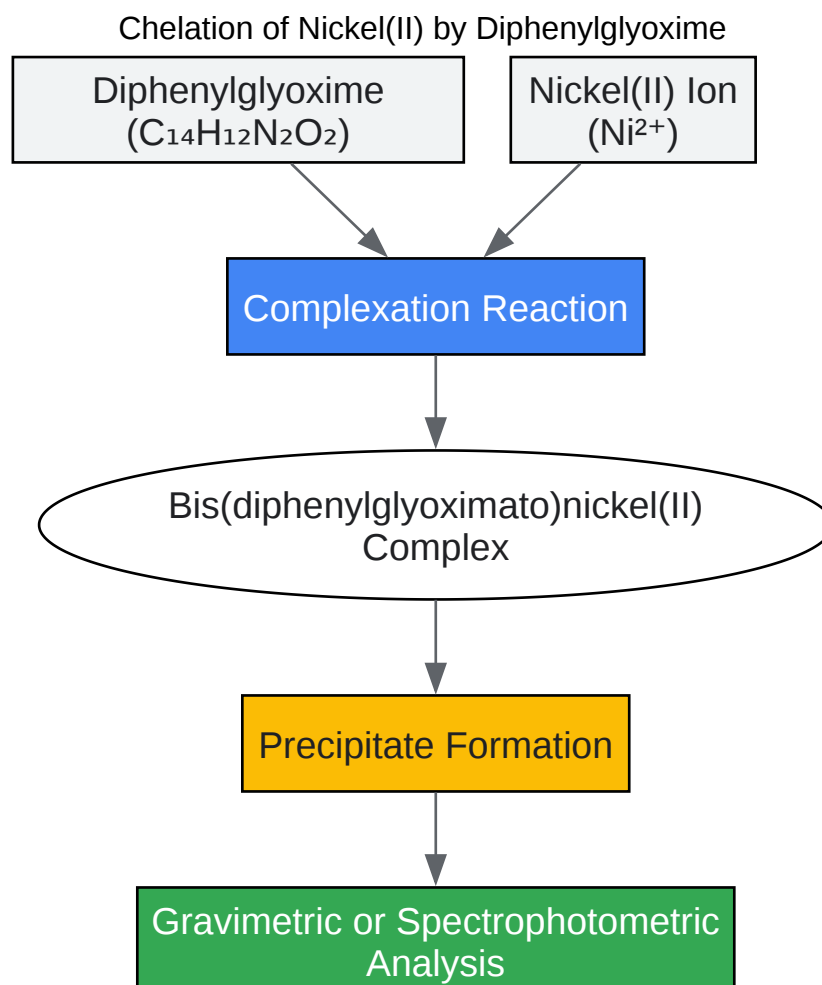 Chelation of Nickel(II) by Diphenylglyoxime
Diphenylglyoxime
(C₁₄H₁₂N₂O₂)
Nickel(II) Ion
(Ni²⁺)
Complexation Reaction
Bis(diphenylglyoximato)nickel(II)
Complex
Precipitate Formation
Gravimetric or Spectrophotometric
Analysis